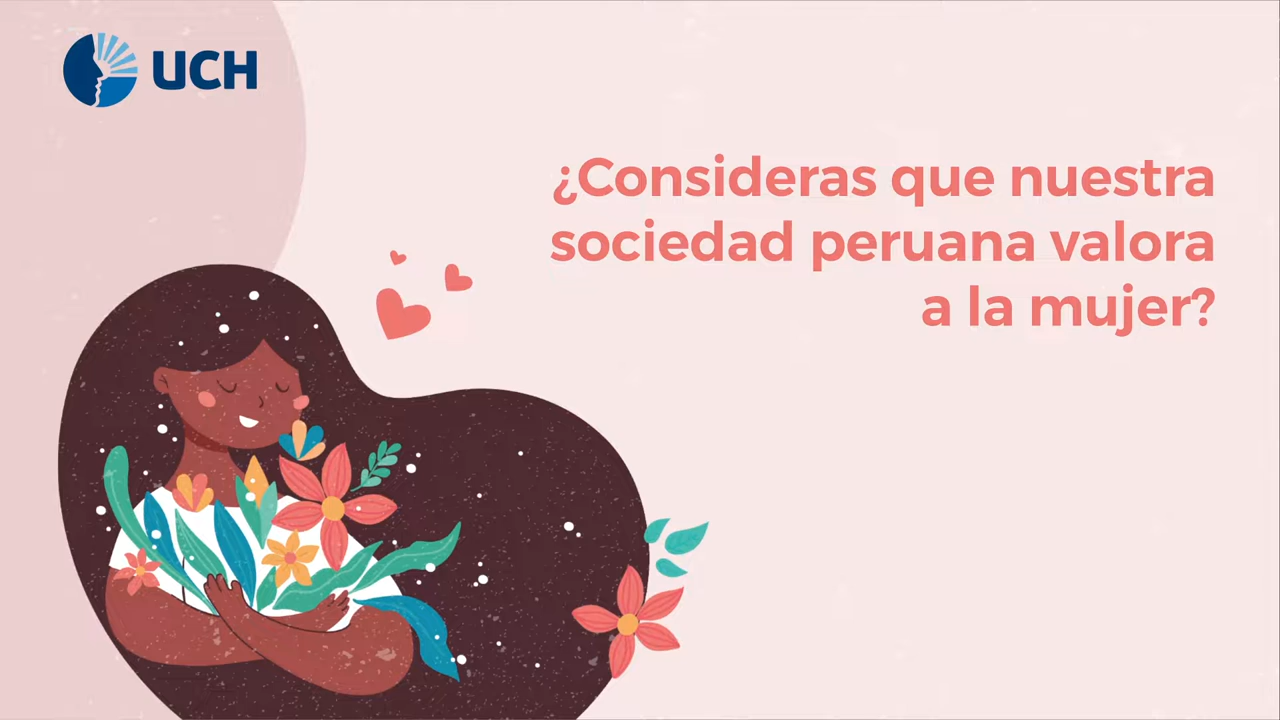 UCH
¿Consideras que nuestra
sociedad peruana valora
a la mujer?